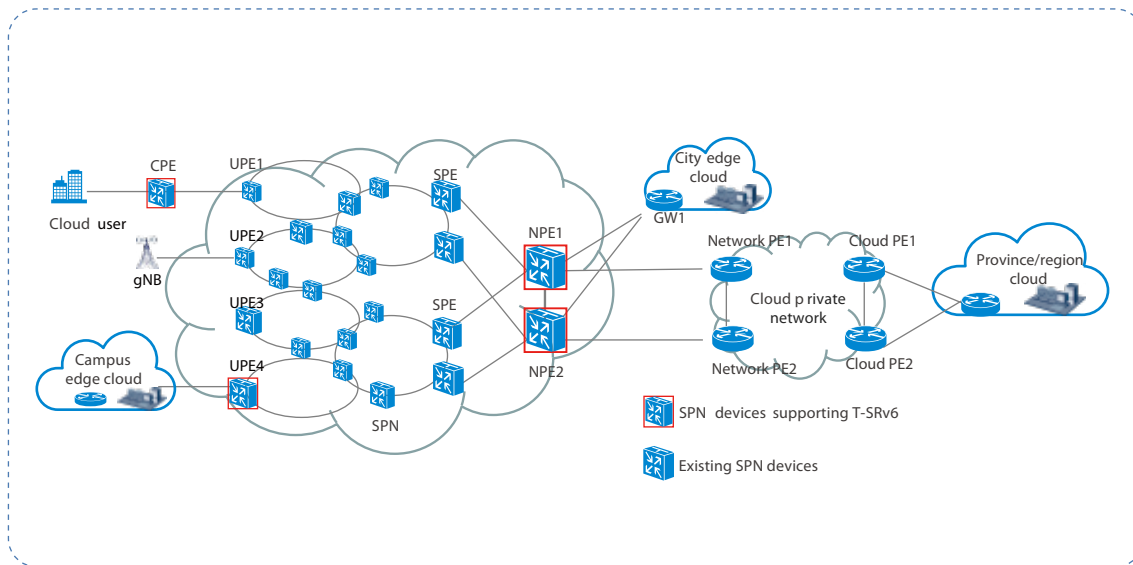 City edge
cloud
CPE
UPE1
SPE
GW1
Cloud user
NPE1
UPE2
Network PE1
Cloud PE1
gNB
Province/region
cloud
UPE3
SPE
Cloud p rivate
network
Campus
edge cloud
UPE4
NPE2
Network PE2
Cloud PE2
SPN
SPN devices supporting T-SRv6
Existing SPN devices